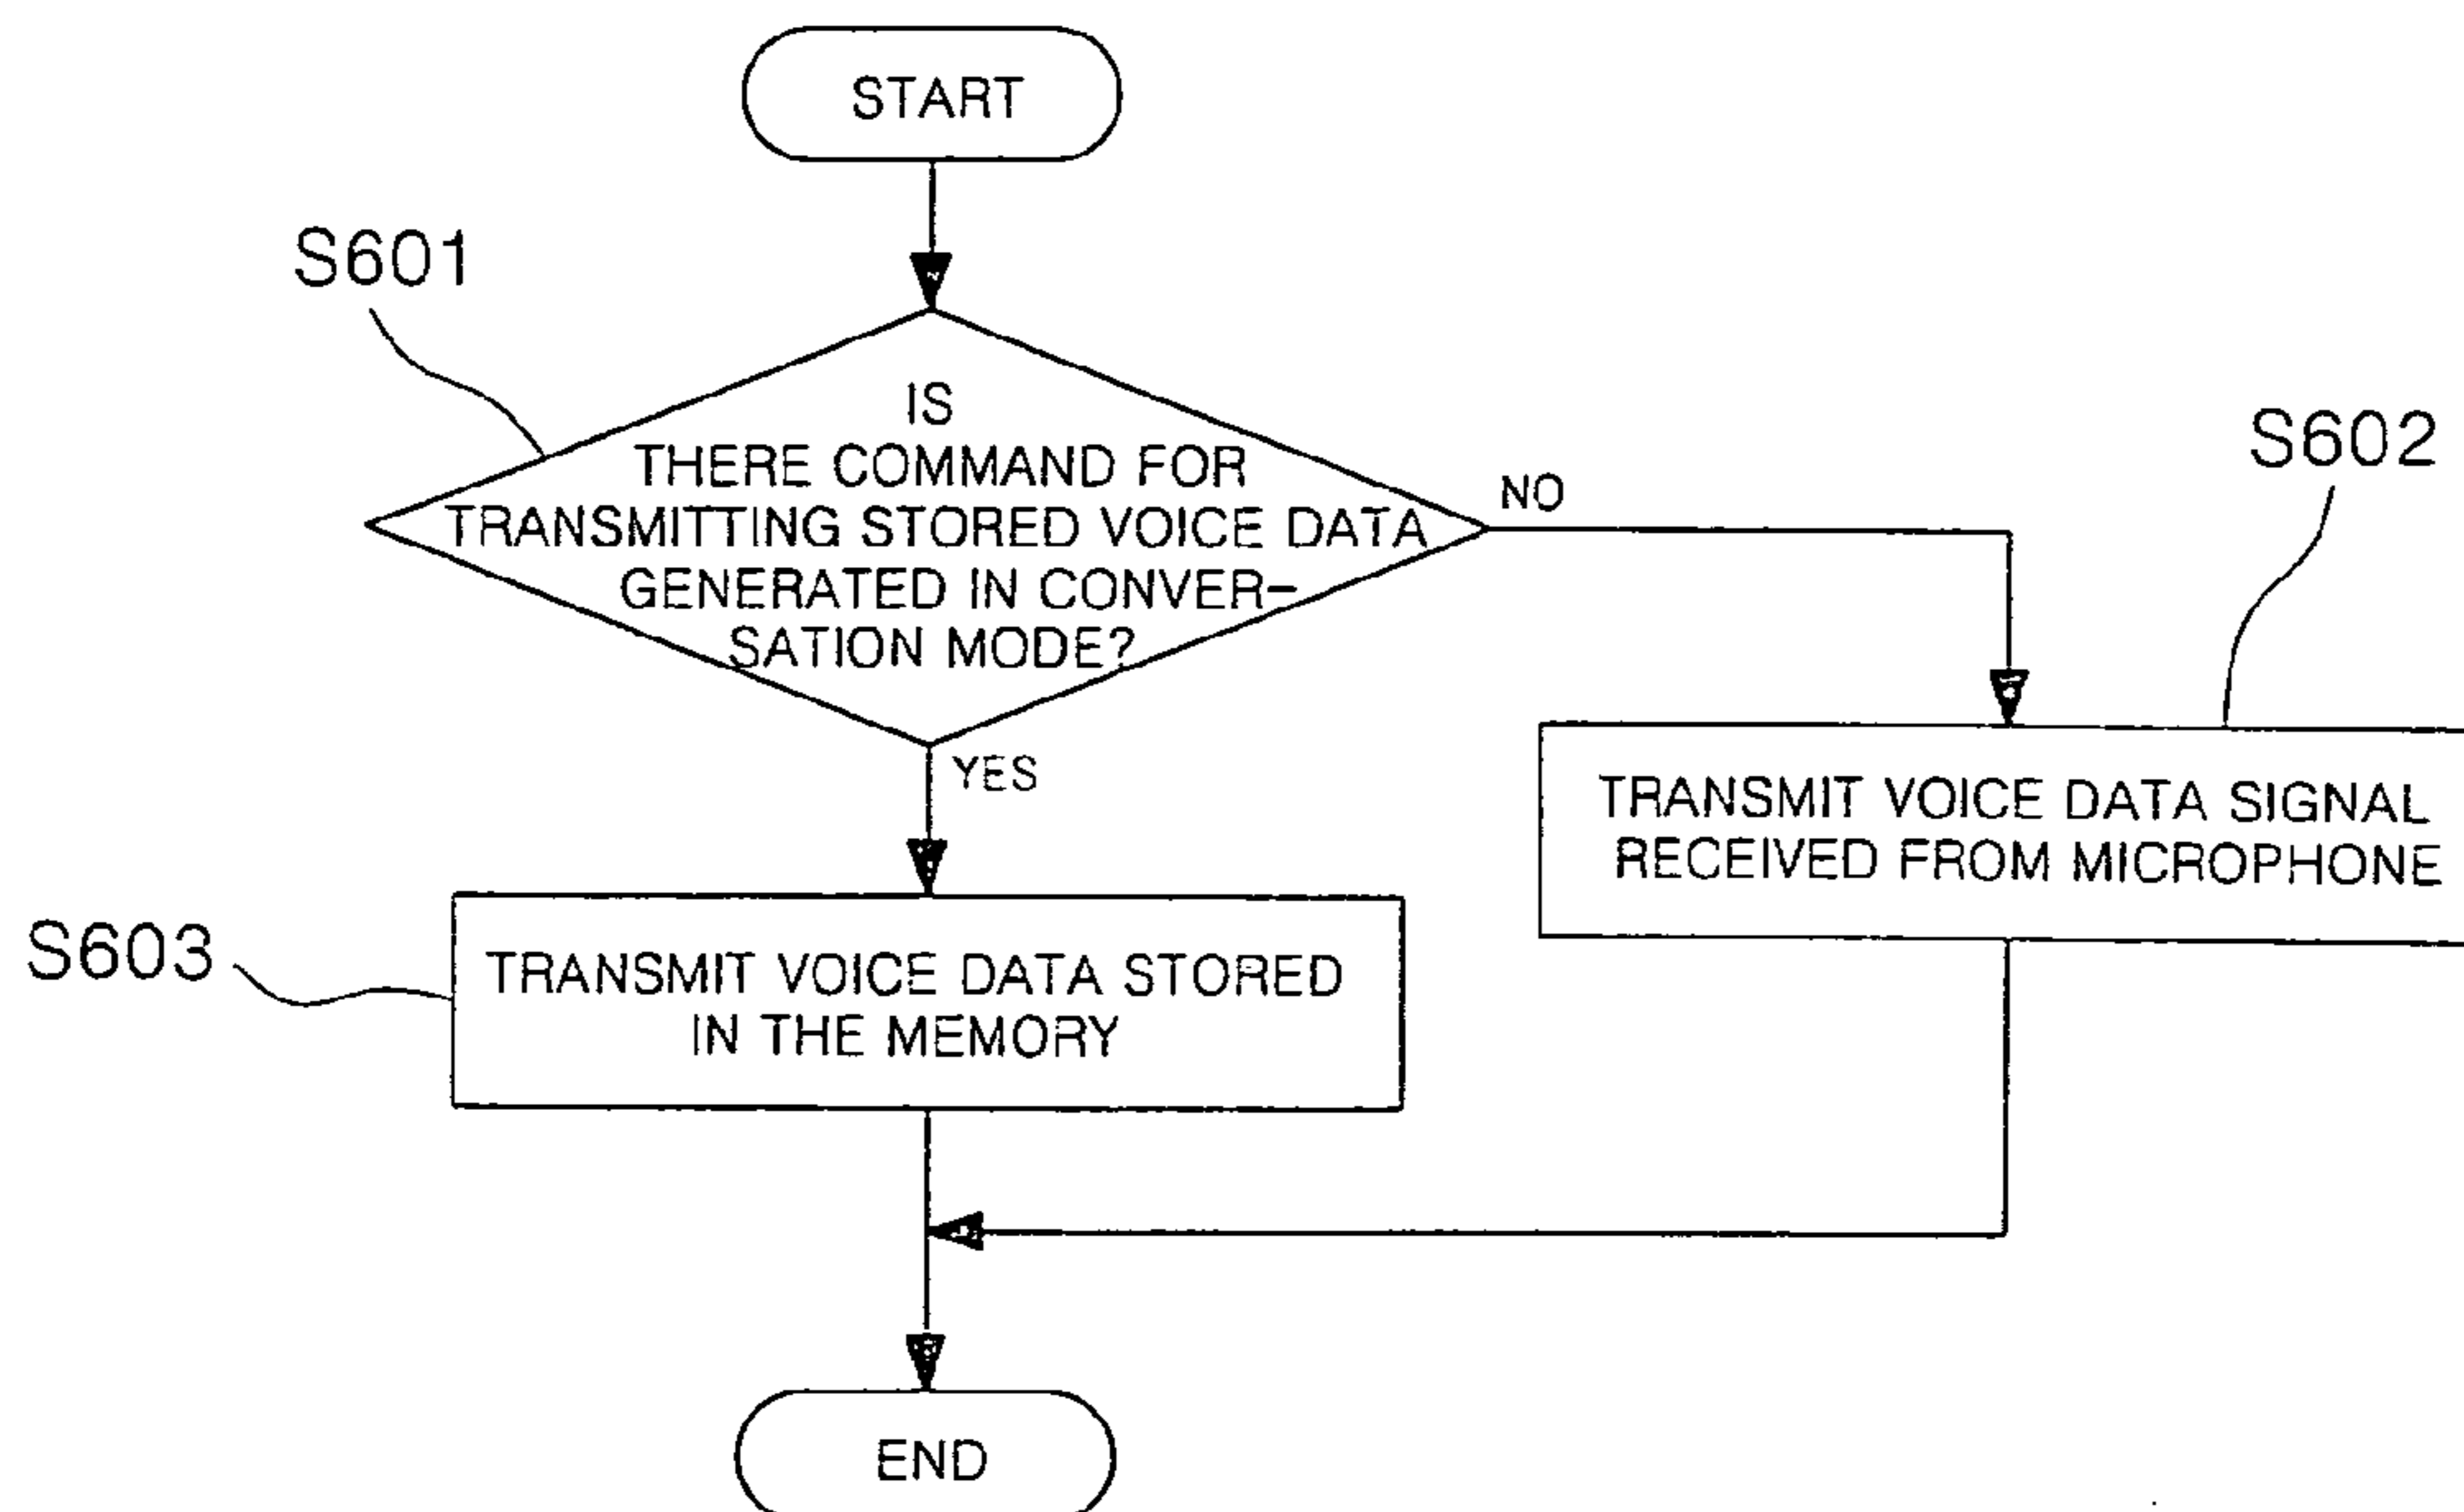 START
S601
IS
THERE COMMAND FOR
TRANSMITTING STORED VOICE DATA
GENERATED IN CONVER-
SATION MODE?
NO
S602
YES
TRANSMIT VOICE DATA SIGNAL
RECEIVED FROM MICROPHONE
S603
TRANSMIT VOICE DATA STORED
IN THE MEMORY
END